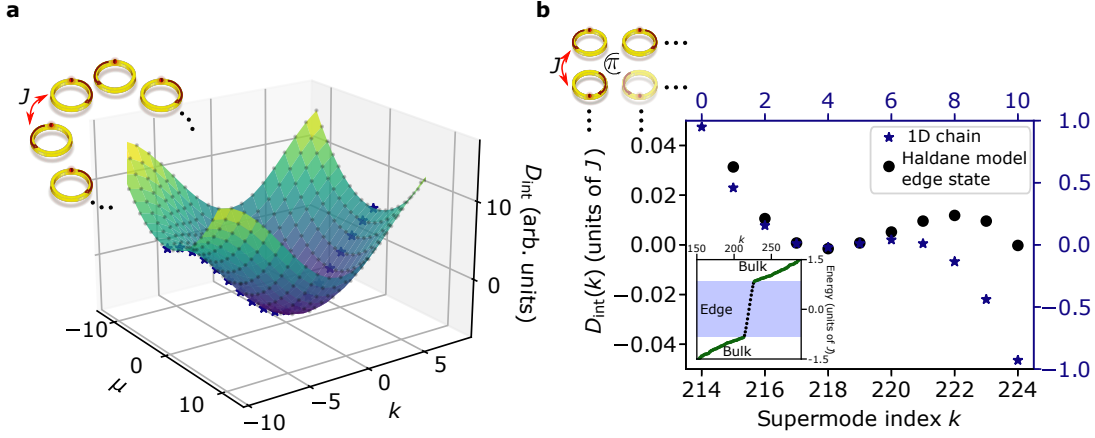 a
J
D_int (arb. units)
10
0
−10
0
10
μ
−10
−5
0
5
k
b
J
π
0 2 4 6 8 10
1D chain
Haldane model
edge state
D_int(k) (units of J)
0.04
0.02
0.00
−0.02
−0.04
1.0
0.5
0.0
−0.5
−1.0
150 200 250
k
Bulk
Edge
Bulk
1.5
0.0
-1.5
Energy (units of J)
214 216 218 220 222 224
Supermode index k